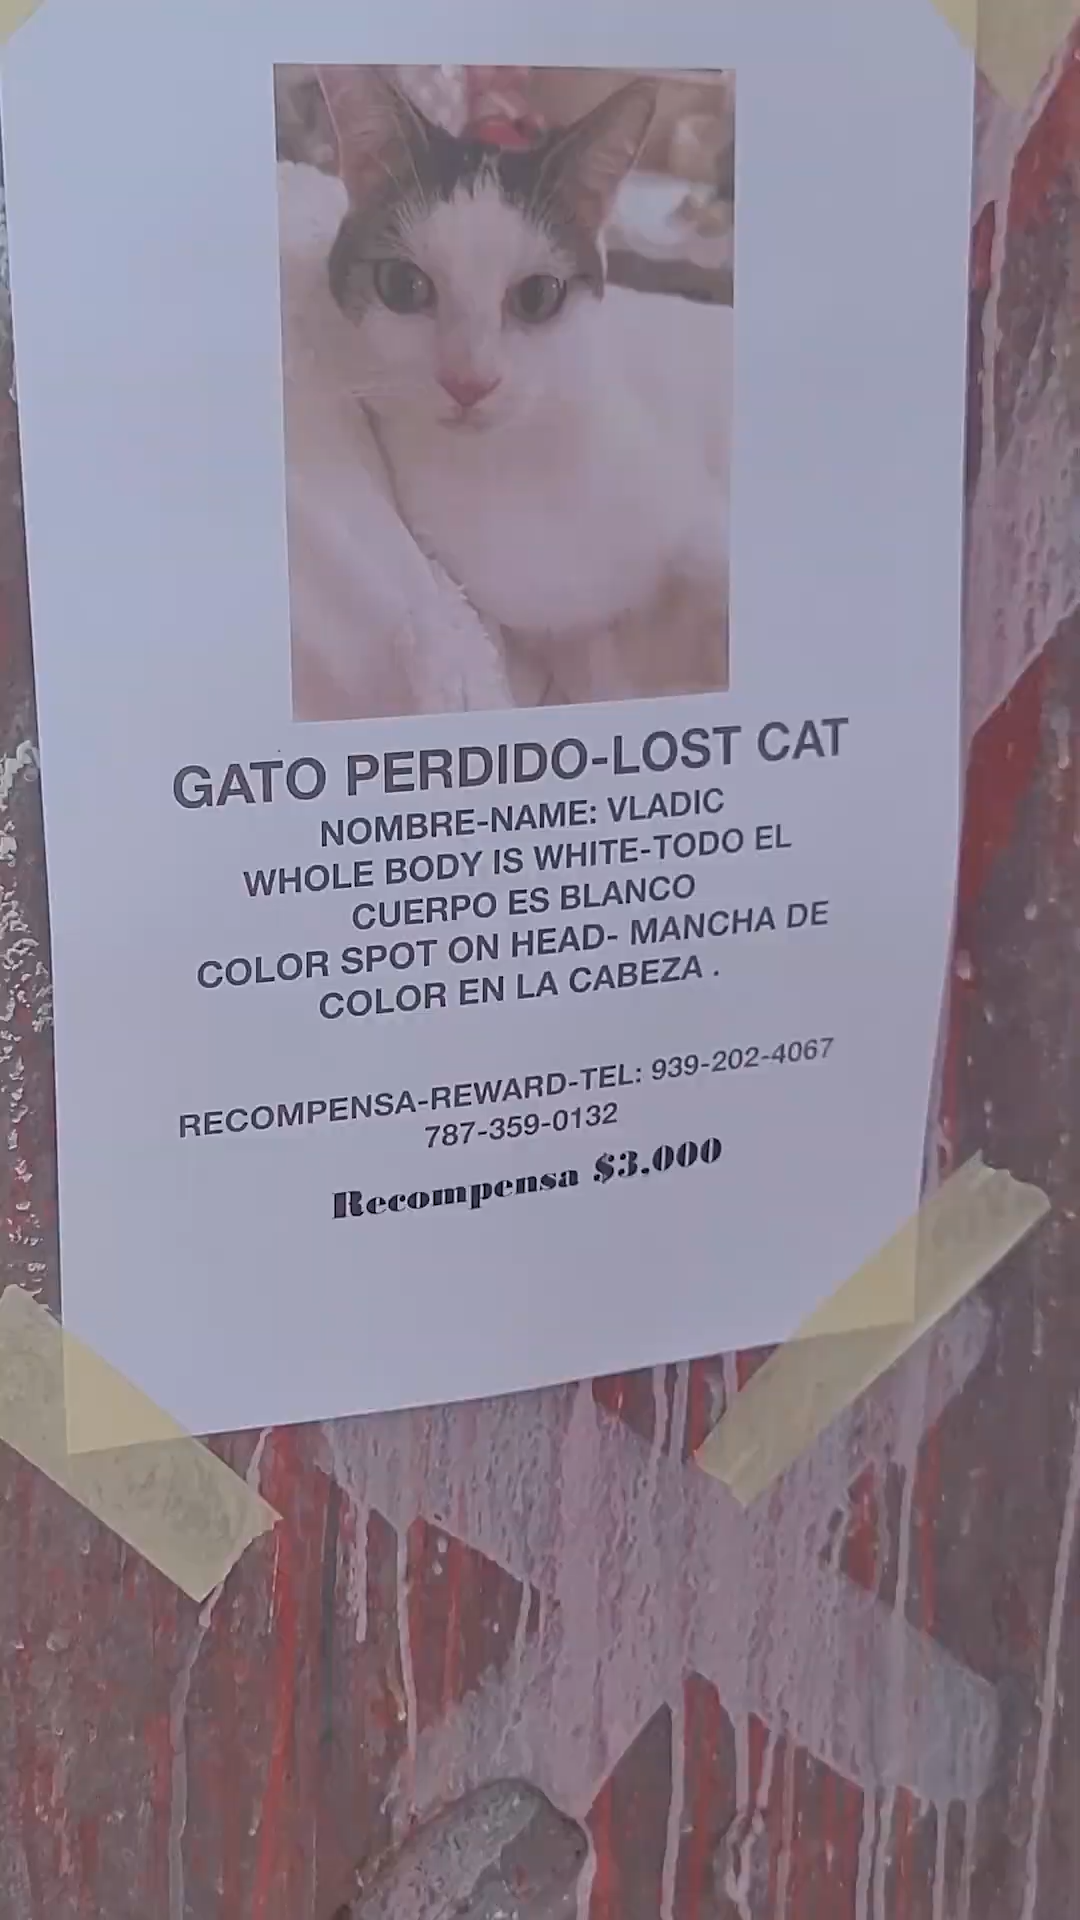 GATO PERDIDO-LOST CAT
NOMBRE-NAME: VLADIC
WHOLE BODY IS WHITE-TODO EL
CUERPO ES BLANCO
COLOR SPOT ON HEAD- MANCHA DE
COLOR EN LA CABEZA .
RECOMPENSA-REWARD-TEL: 939-202-4067
787-359-0132
Recompensa $3.000